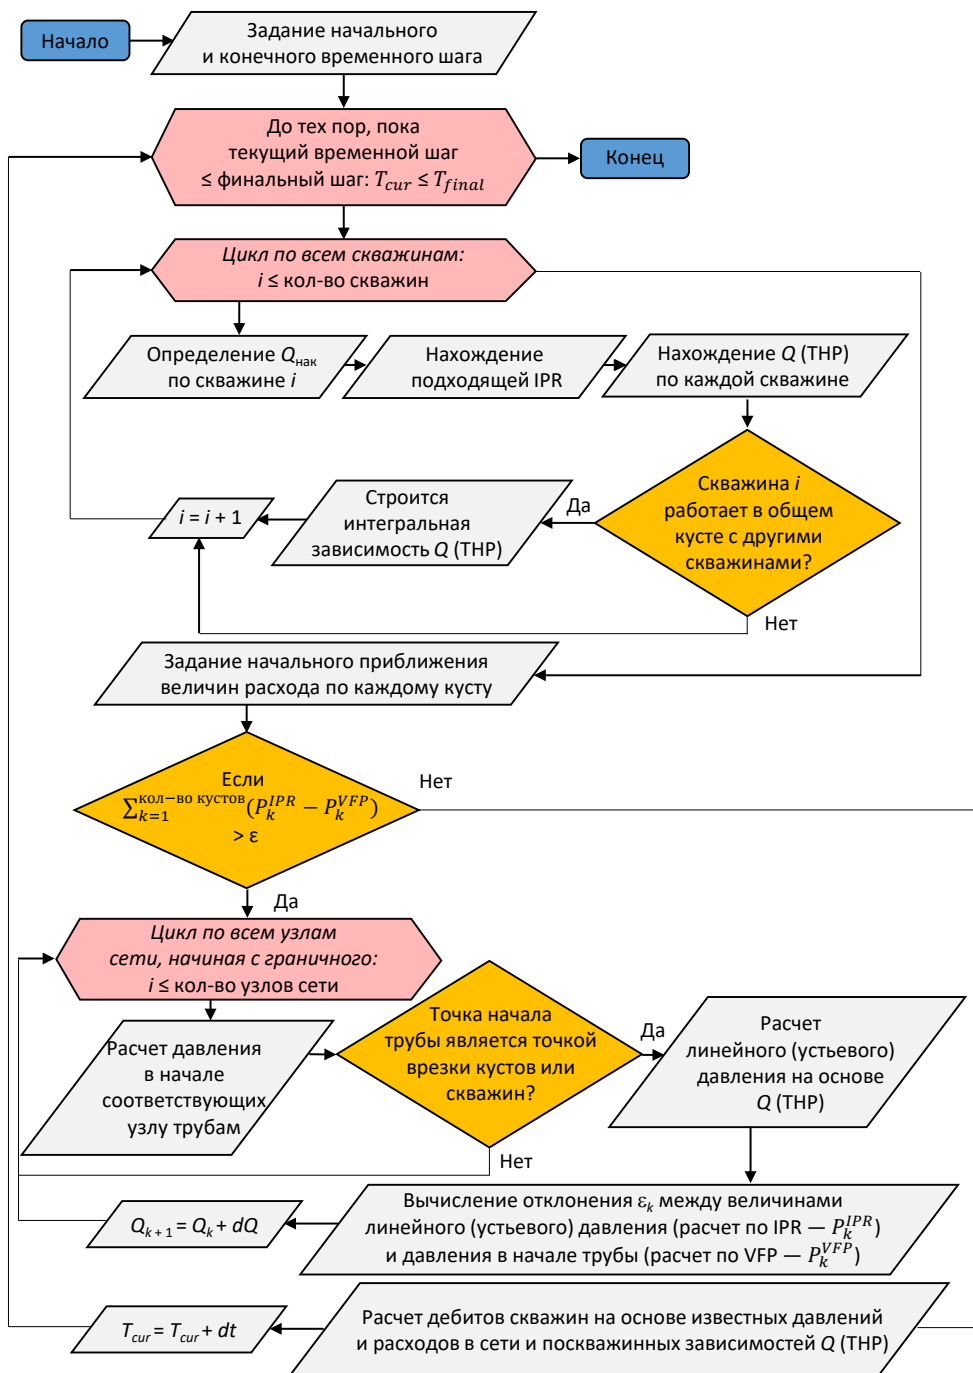 Начало
Задание начального
и конечного временного шага
До тех пор, пока
текущий временной шаг
≤ финальный шаг: T_cur ≤ T_final
Конец
Цикл по всем скважинам:
i ≤ кол-во скважин
Определение Q_нак
по скважине i
Нахождение
подходящей IPR
Нахождение Q (THP)
по каждой скважине
Скважина i
работает в общем
кусте с другими
скважинами?
Да
Строится
интегральная
зависимость Q (THP)
i = i + 1
Нет
Задание начального приближения
величин расхода по каждому кусту
Если
∑_{k=1}^{кол−во кустов}(P_k^{IPR} − P_k^{VFP})
> ε
Нет
Да
Цикл по всем узлам
сети, начиная с граничного:
i ≤ кол-во узлов сети
Расчет давления
в начале
соответствующих
узлу трубам
Точка начала
трубы является точкой
врезки кустов или
скважин?
Да
Расчет
линейного (устьевого)
давления на основе
Q (THP)
Нет
Вычисление отклонения ε_k между величинами
линейного (устьевого) давления (расчет по IPR — P_k^{IPR})
и давления в начале трубы (расчет по VFP — P_k^{VFP})
Q_{k + 1} = Q_k + dQ
Расчет дебитов скважин на основе известных давлений
и расходов в сети и поскважинных зависимостей Q (THP)
T_cur = T_cur + dt